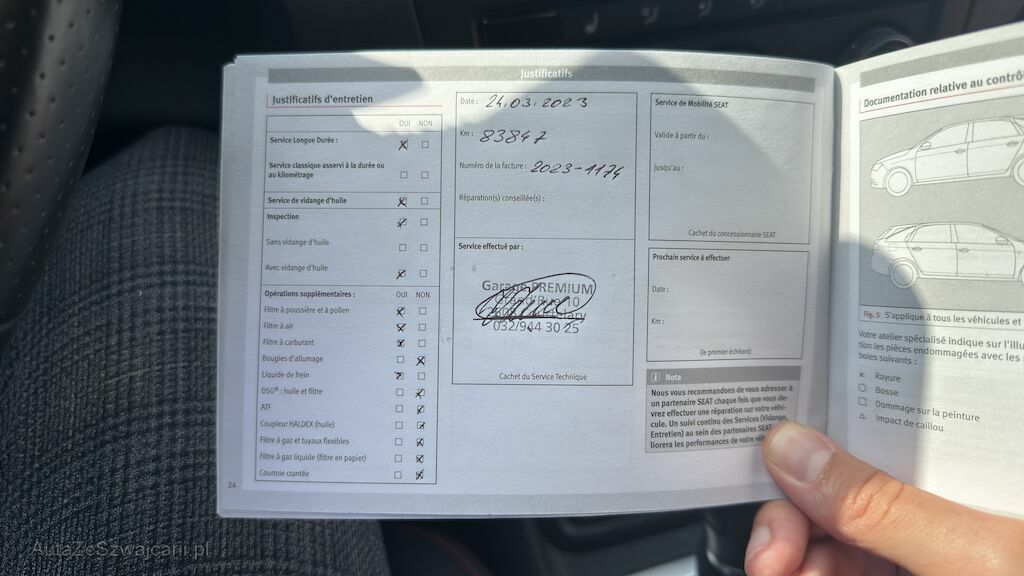 Justificatifs
Justificatifs d'entretien
OUI NON
Service Longue Durée :
Service classique asservi à la durée ou
au kilométrage
Service de vidange d'huile
Inspection
Sans vidange d'huile
Avec vidange d'huile
Opérations supplémentaires : OUI NON
Filtre à poussière et à pollen
Filtre à air
Filtre à carburant
Bougies d'allumage
Liquide de frein
DSG® : huile et filtre
ATF
Coupleur HALDEX (huile)
Filtre à gaz et tuyaux flexibles
Filtre à gaz liquide (filtre en papier)
Courroie crantée
24
Date : 24.03.2023
Km : 83847
Numéro de la facture : 2023-1174
Réparation(s) conseillée(s) :
Service effectué par :
Garage PREMIUM
032/944 30 25
Cachet du Service Technique
Service de Mobilité SEAT
Valide à partir du :
jusqu'au :
Cachet du concessionnaire SEAT
Prochain service à effectuer
Date :
Km :
(le premier échéant)
Nota
Nous vous recommandons de vous adresser à
un partenaire SEAT chaque fois que vous de-
vrez effectuer une réparation sur votre véhi-
cule. Un suivi continu des Services (Vidange,
Entretien) au sein des partenaires SEAT
liorera les performances de votre véh
Documentation relative au contrô
Fig. 5 S'applique à tous les véhicules et
Votre atelier spécialisé indique sur l'illu
tion les pièces endommagées avec les
boles suivants :
Rayure
Bosse
Dommage sur la peinture
Impact de caillou
AutaZeSzwajcarii.pl